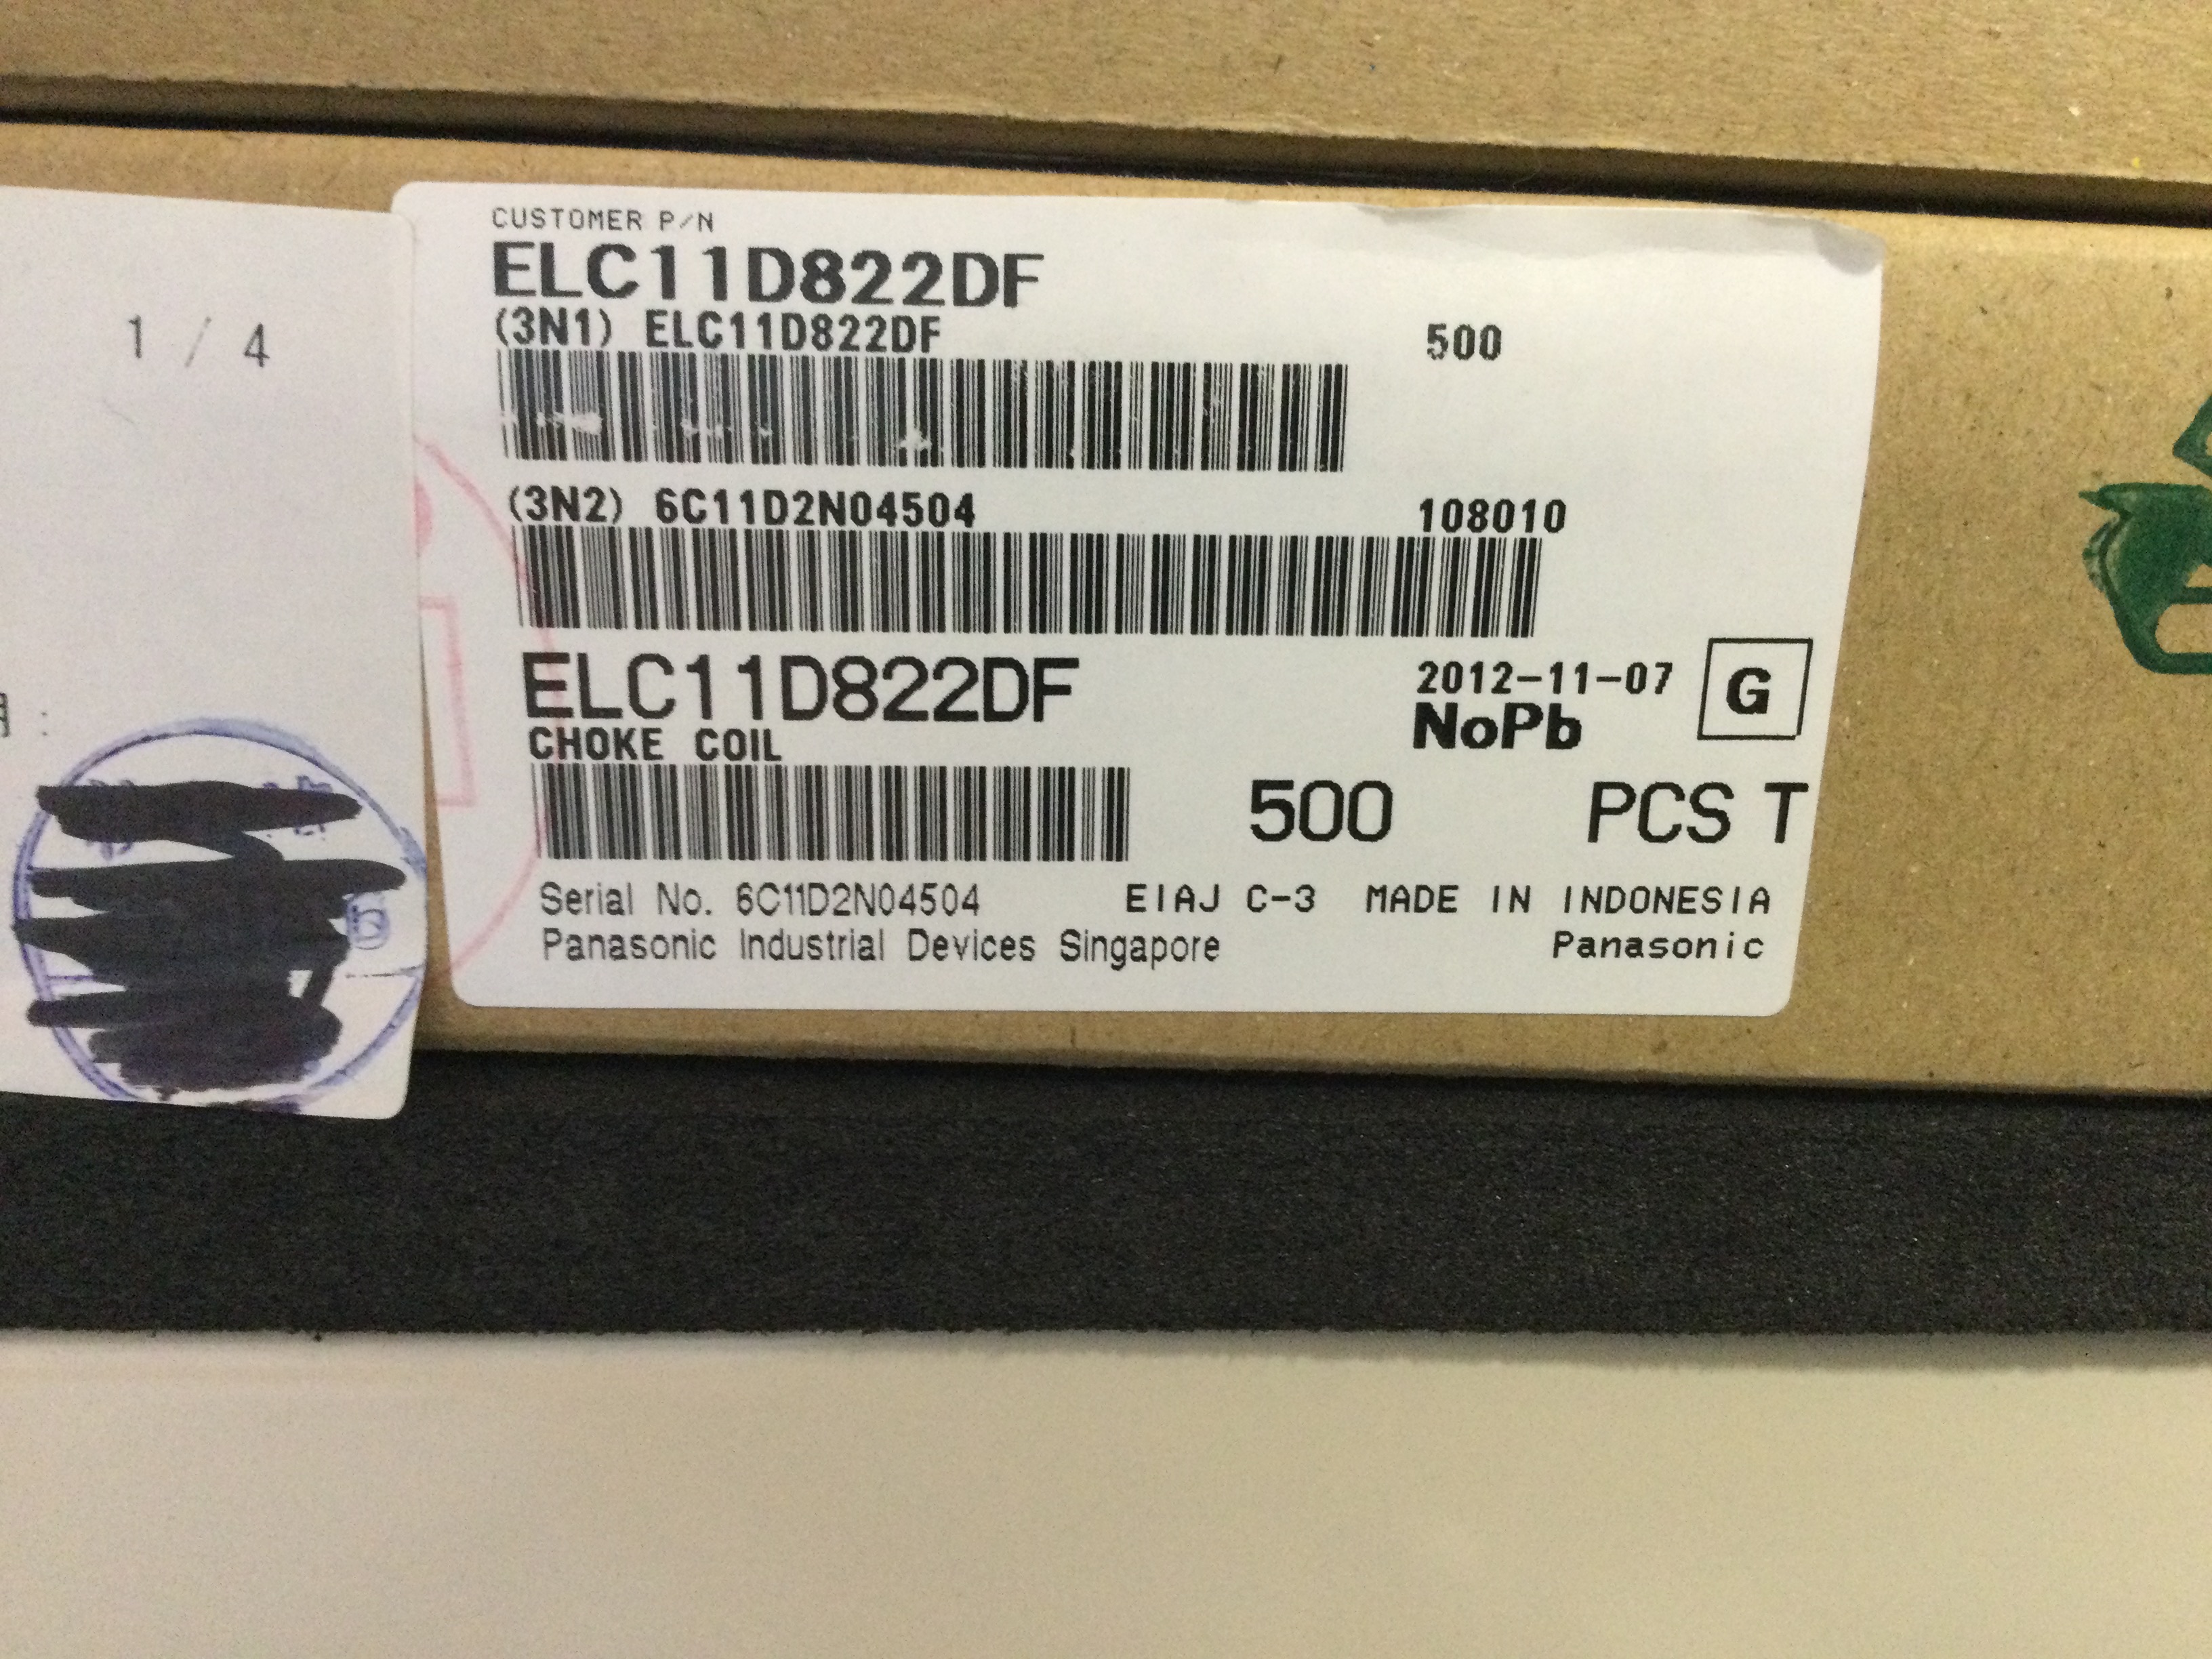 1 / 4
CUSTOMER P/N
ELC11D822DF
(3N1) ELC11D822DF 500
(3N2) 6C11D2N04504 108010
ELC11D822DF 2012-11-07 G
CHOKE COIL NoPb
500 PCS T
Serial No. 6C11D2N04504 EIAJ C-3 MADE IN INDONESIA
Panasonic Industrial Devices Singapore Panasonic